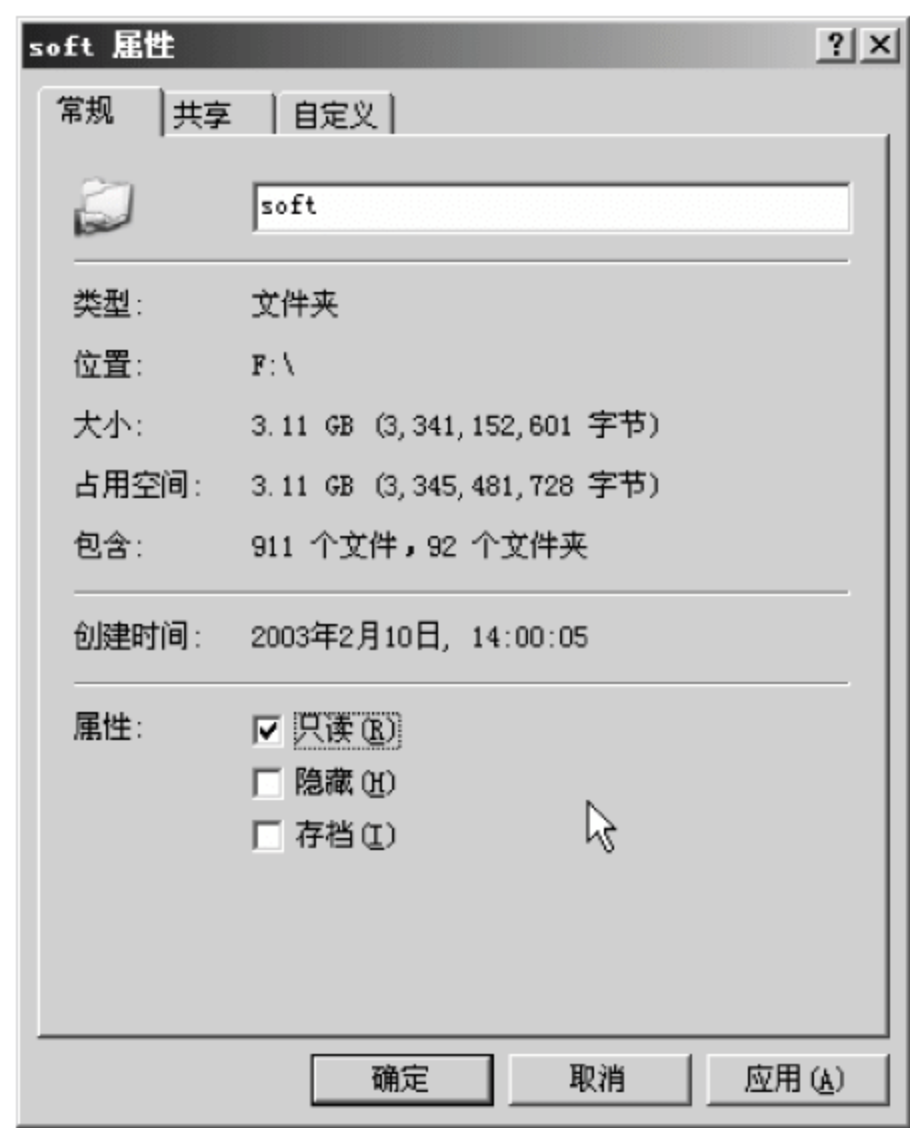 soft 属性
常规 共享 自定义
soft
类型: 文件夹
位置: F:\
大小: 3.11 GB (3,341,152,601 字节)
占用空间: 3.11 GB (3,345,481,728 字节)
包含: 911 个文件，92 个文件夹
创建时间: 2003年2月10日, 14:00:05
属性: 只读(R)
隐藏(H)
存档(I)
确定 取消 应用(A)